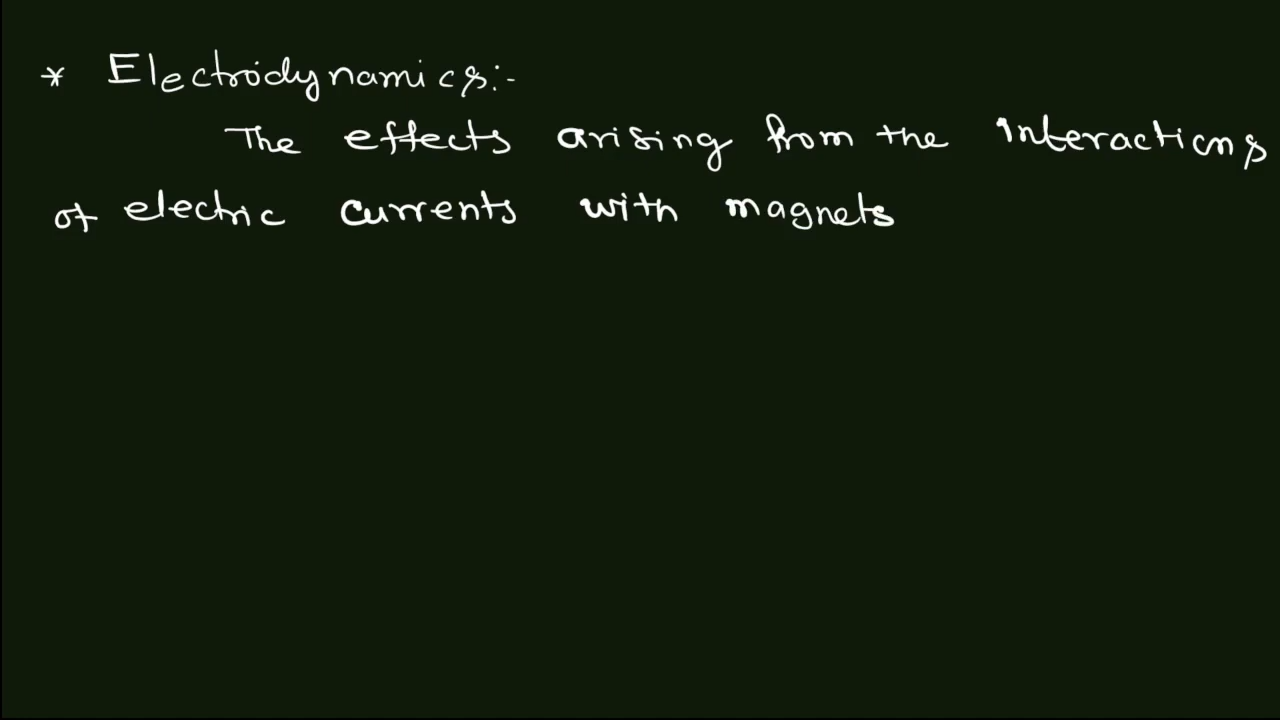 * Electrodynamics:-
The effects arising from the Interactions
of electric currents with magnets